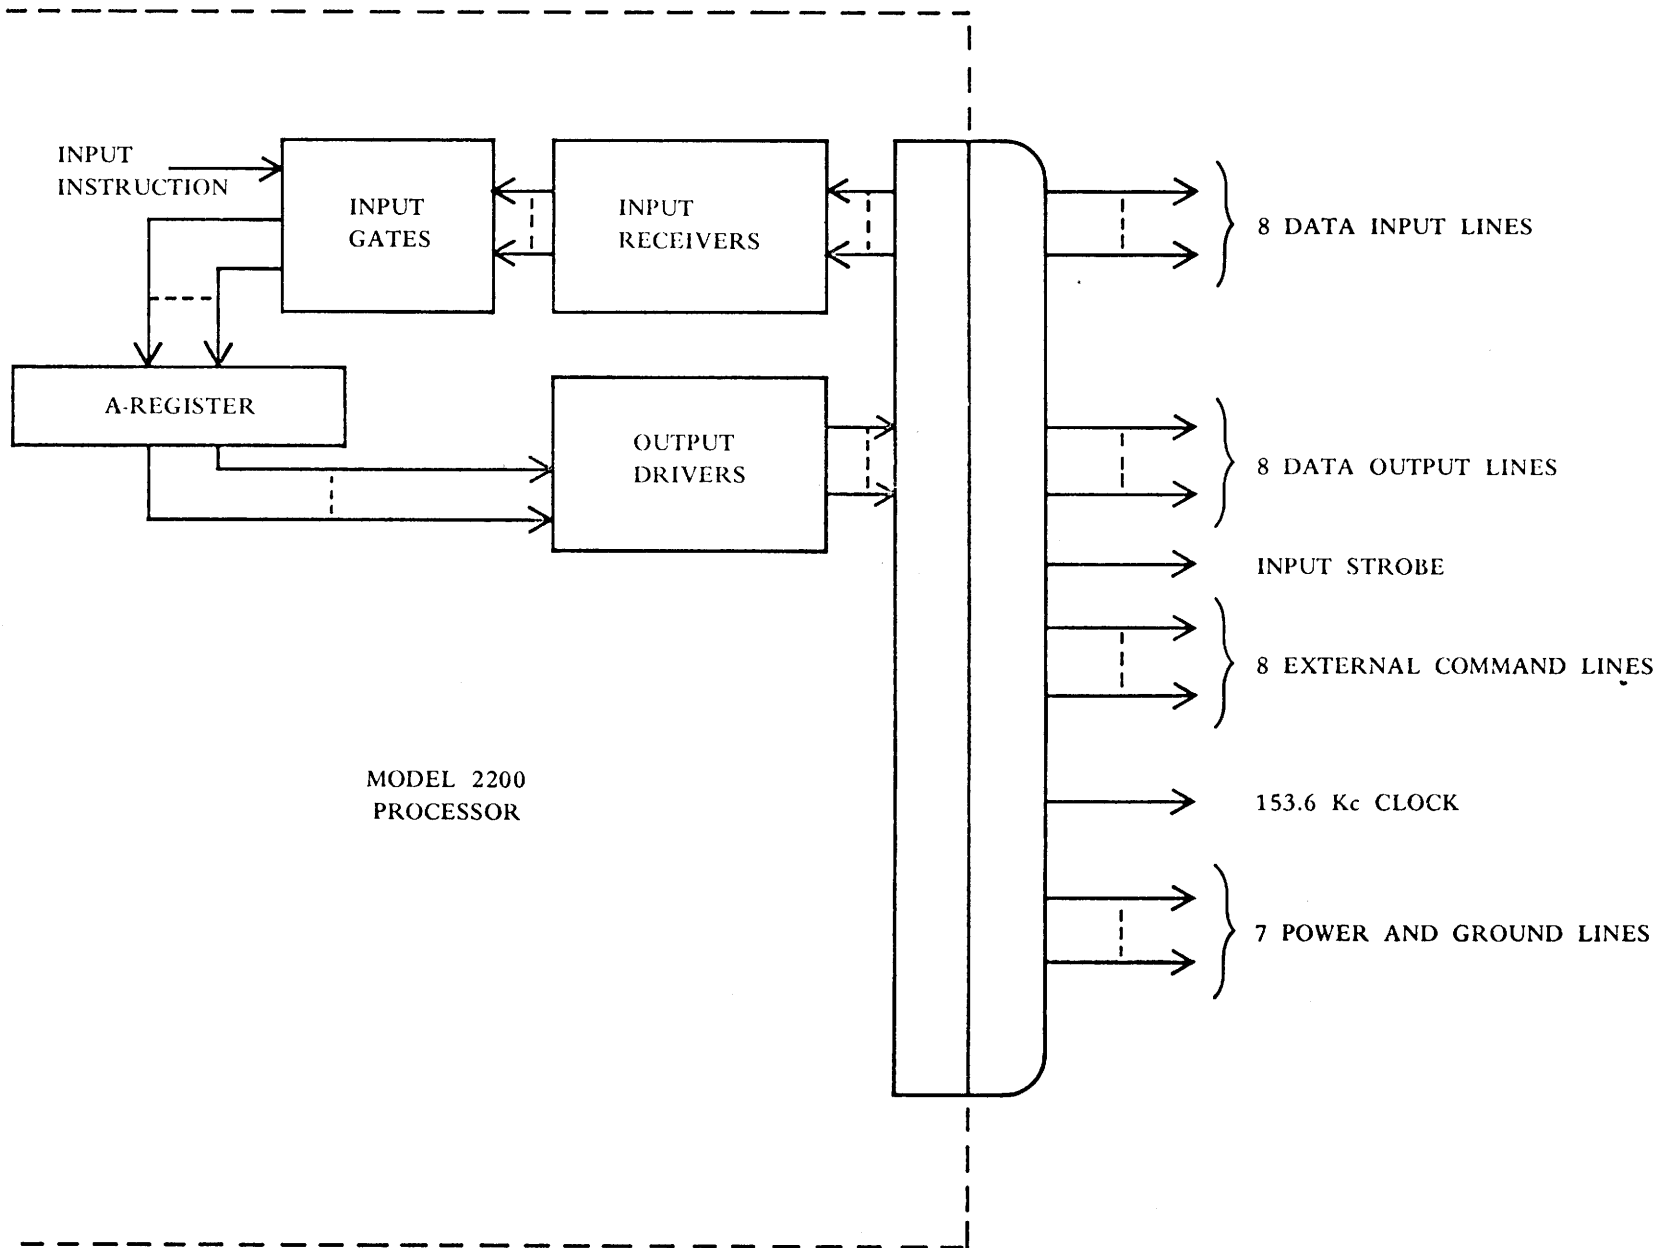 INPUT
INSTRUCTION
INPUT
GATES
INPUT
RECEIVERS
8 DATA INPUT LINES
A-REGISTER
OUTPUT
DRIVERS
8 DATA OUTPUT LINES
INPUT STROBE
8 EXTERNAL COMMAND LINES
MODEL 2200
PROCESSOR
153.6 Kc CLOCK
7 POWER AND GROUND LINES